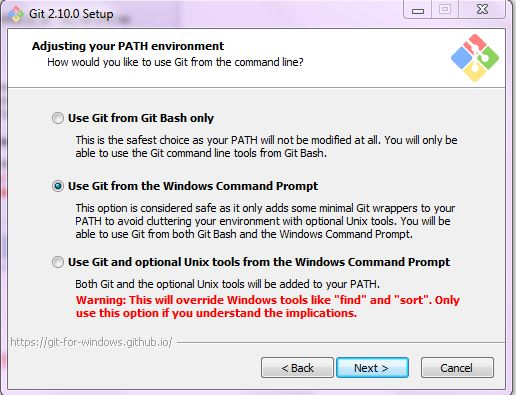 Git 2.10.0 Setup
Adjusting your PATH environment
How would you like to use Git from the command line?
Use Git from Git Bash only
This is the safest choice as your PATH will not be modified at all. You will only be
able to use the Git command line tools from Git Bash.
Use Git from the Windows Command Prompt
This option is considered safe as it only adds some minimal Git wrappers to your
PATH to avoid cluttering your environment with optional Unix tools. You will be
able to use Git from both Git Bash and the Windows Command Prompt.
Use Git and optional Unix tools from the Windows Command Prompt
Both Git and the optional Unix tools will be added to your PATH.
Warning: This will override Windows tools like "find" and "sort". Only
use this option if you understand the implications.
https://git-for-windows.github.io/
< Back
Next >
Cancel